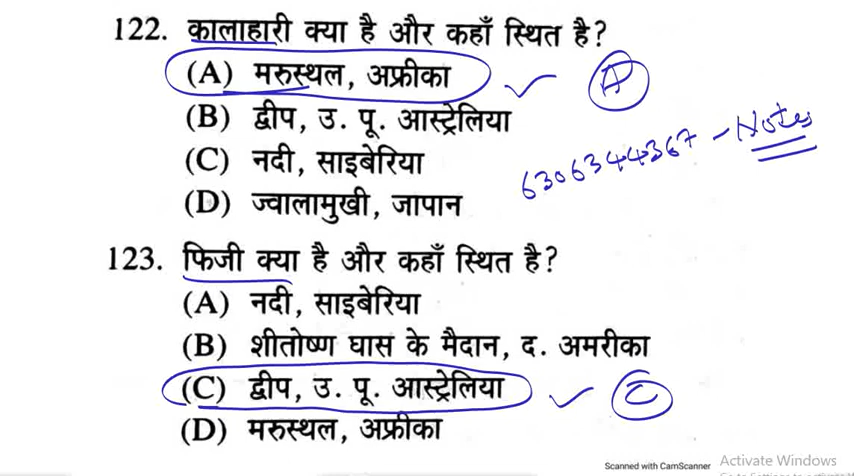 122. कालाहारी क्या है और कहाँ स्थित है?
(A) मरुस्थल, अफ्रीका
A
(B) द्वीप, उ. पू. आस्ट्रेलिया
6306344367 - Notes
(C) नदी, साइबेरिया
(D) ज्वालामुखी, जापान
123. फिजी क्या है और कहाँ स्थित है?
(A) नदी, साइबेरिया
(B) शीतोष्ण घास के मैदान, द. अमरीका
(C) द्वीप, उ. पू. आस्ट्रेलिया
C
(D) मरुस्थल, अफ्रीका
Scanned with CamScanner
Activate Windows